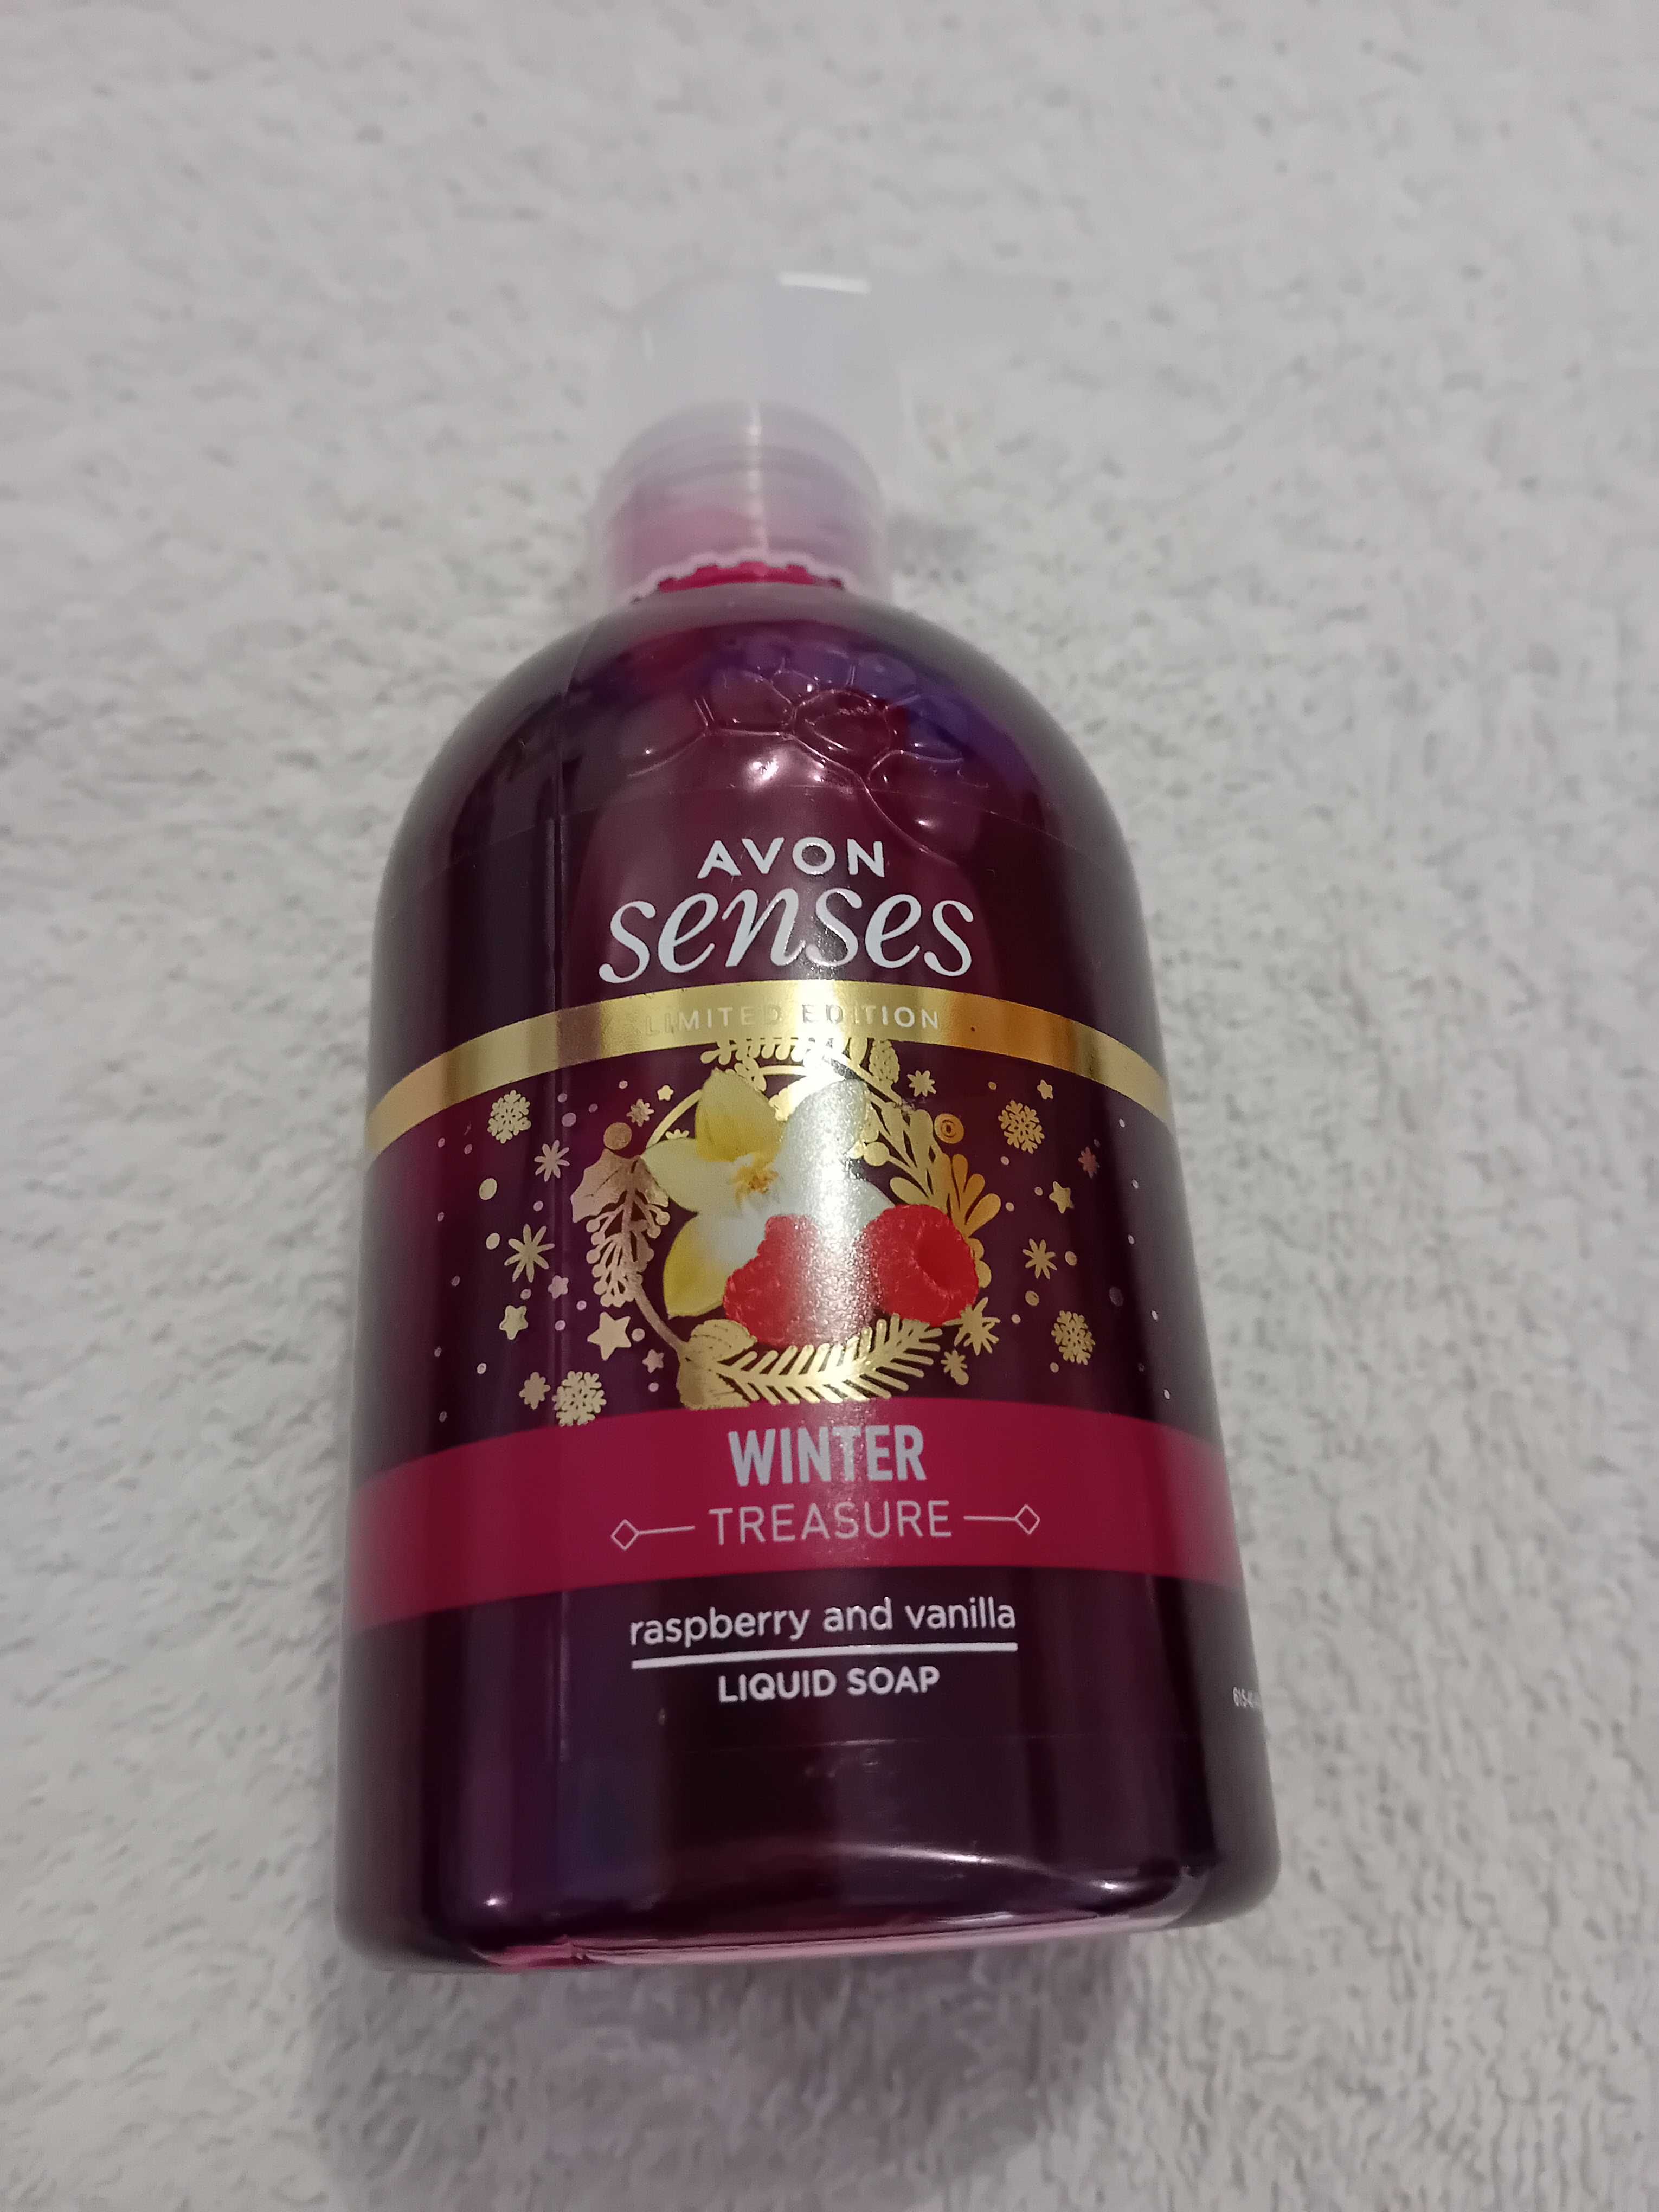 AVON
senses
LIMITED EDITION
WINTER
TREASURE
raspberry and vanilla
LIQUID SOAP